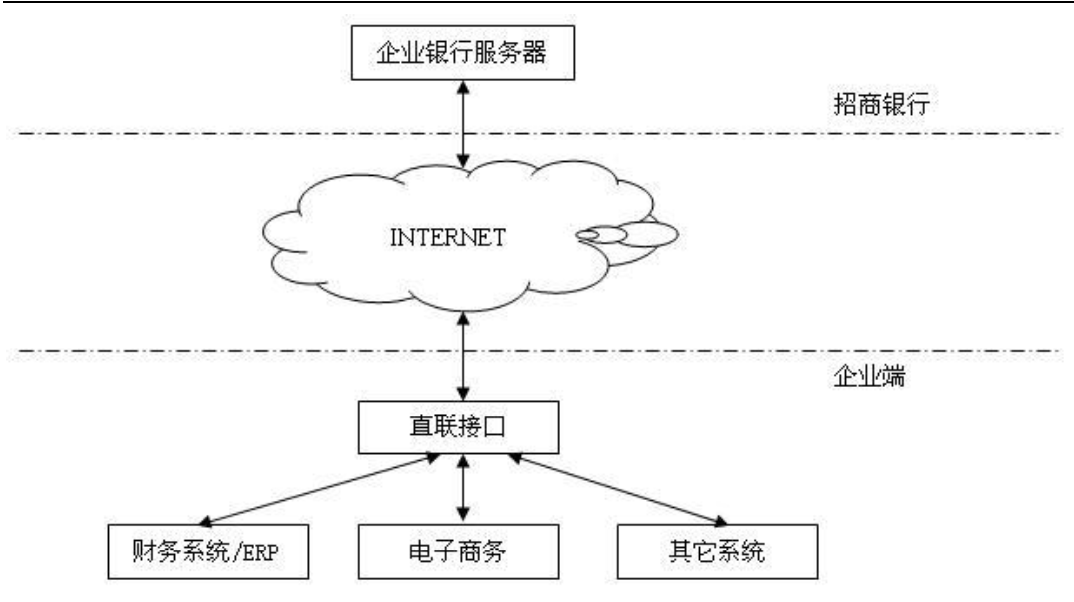 企业银行服务器
招商银行
INTERNET
企业端
直联接口
财务系统/ERP
电子商务
其它系统